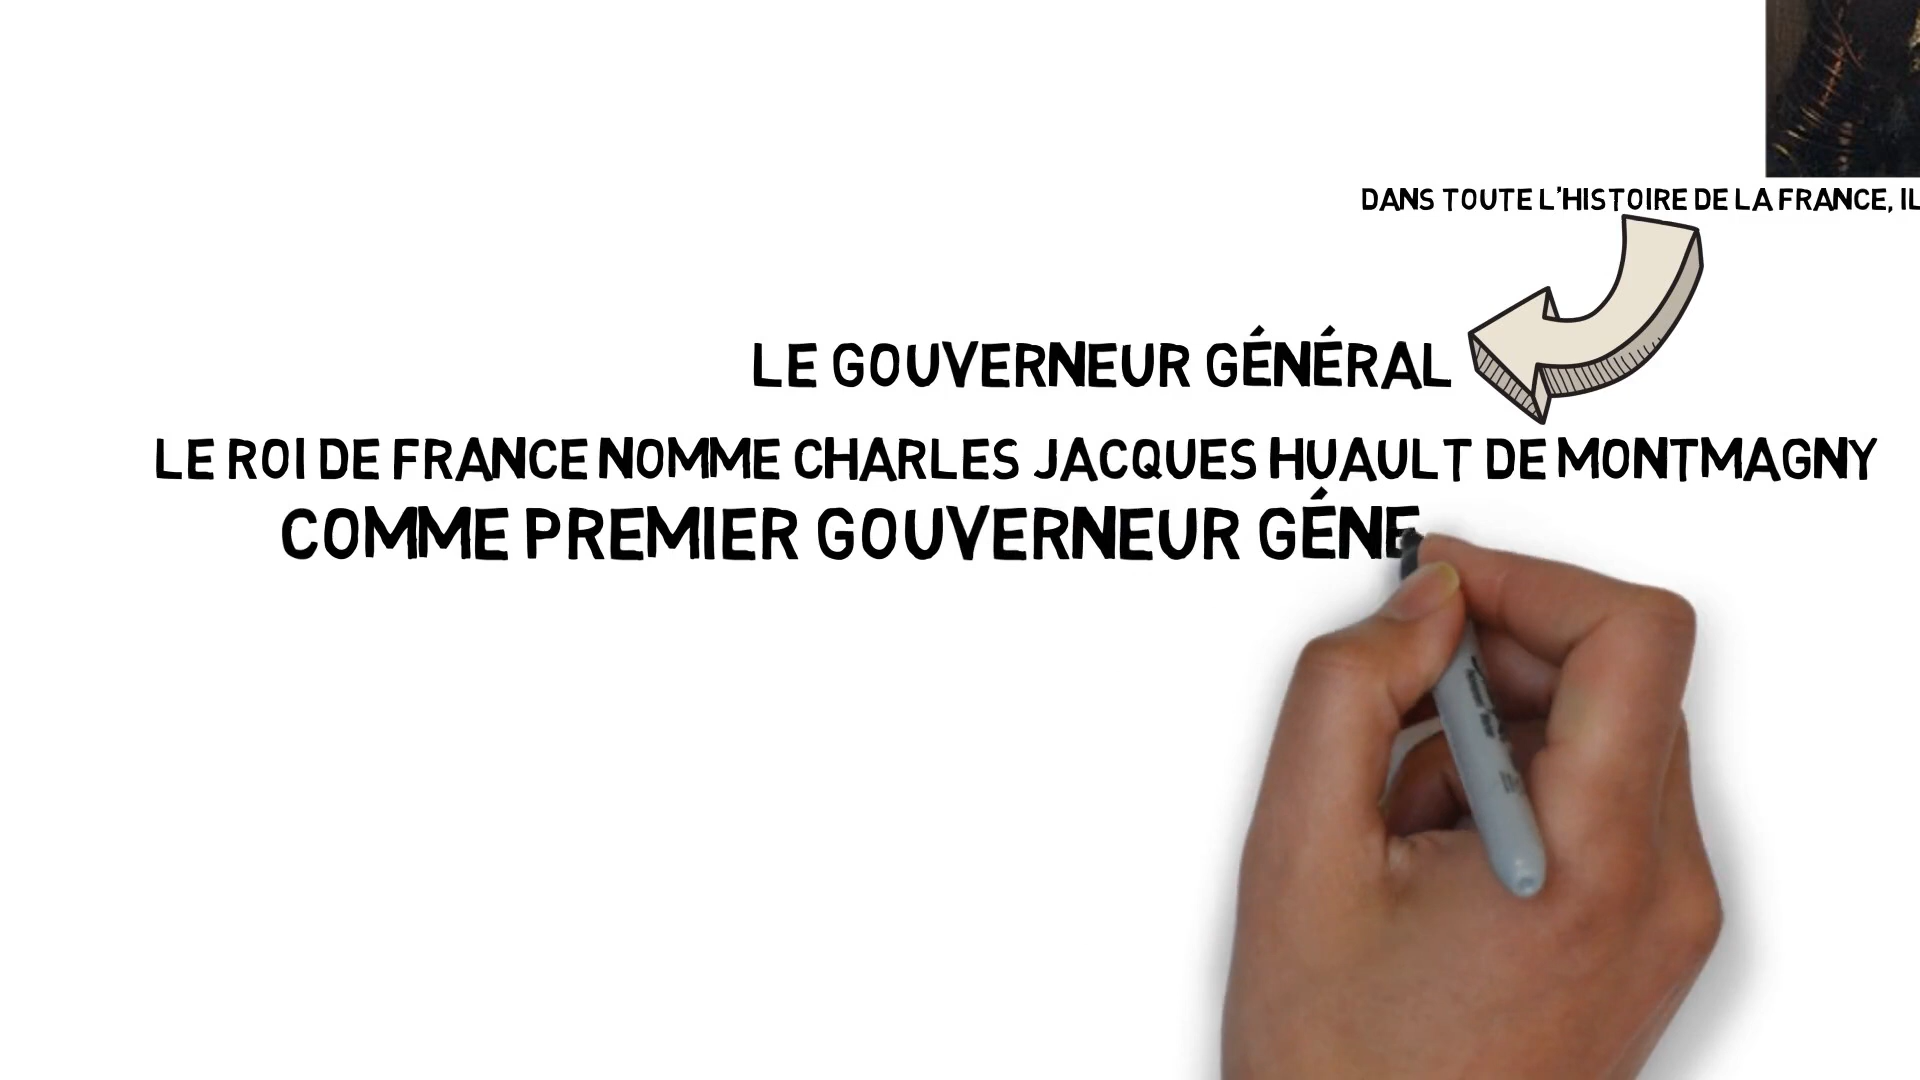 DANS TOUTE L'HISTOIRE DE LA FRANCE, IL
LE GOUVERNEUR GÉNÉRAL
LE ROI DE FRANCE NOMME CHARLES JACQUES HUAULT DE MONTMAGNY
COMME PREMIER GOUVERNEUR GÉNE